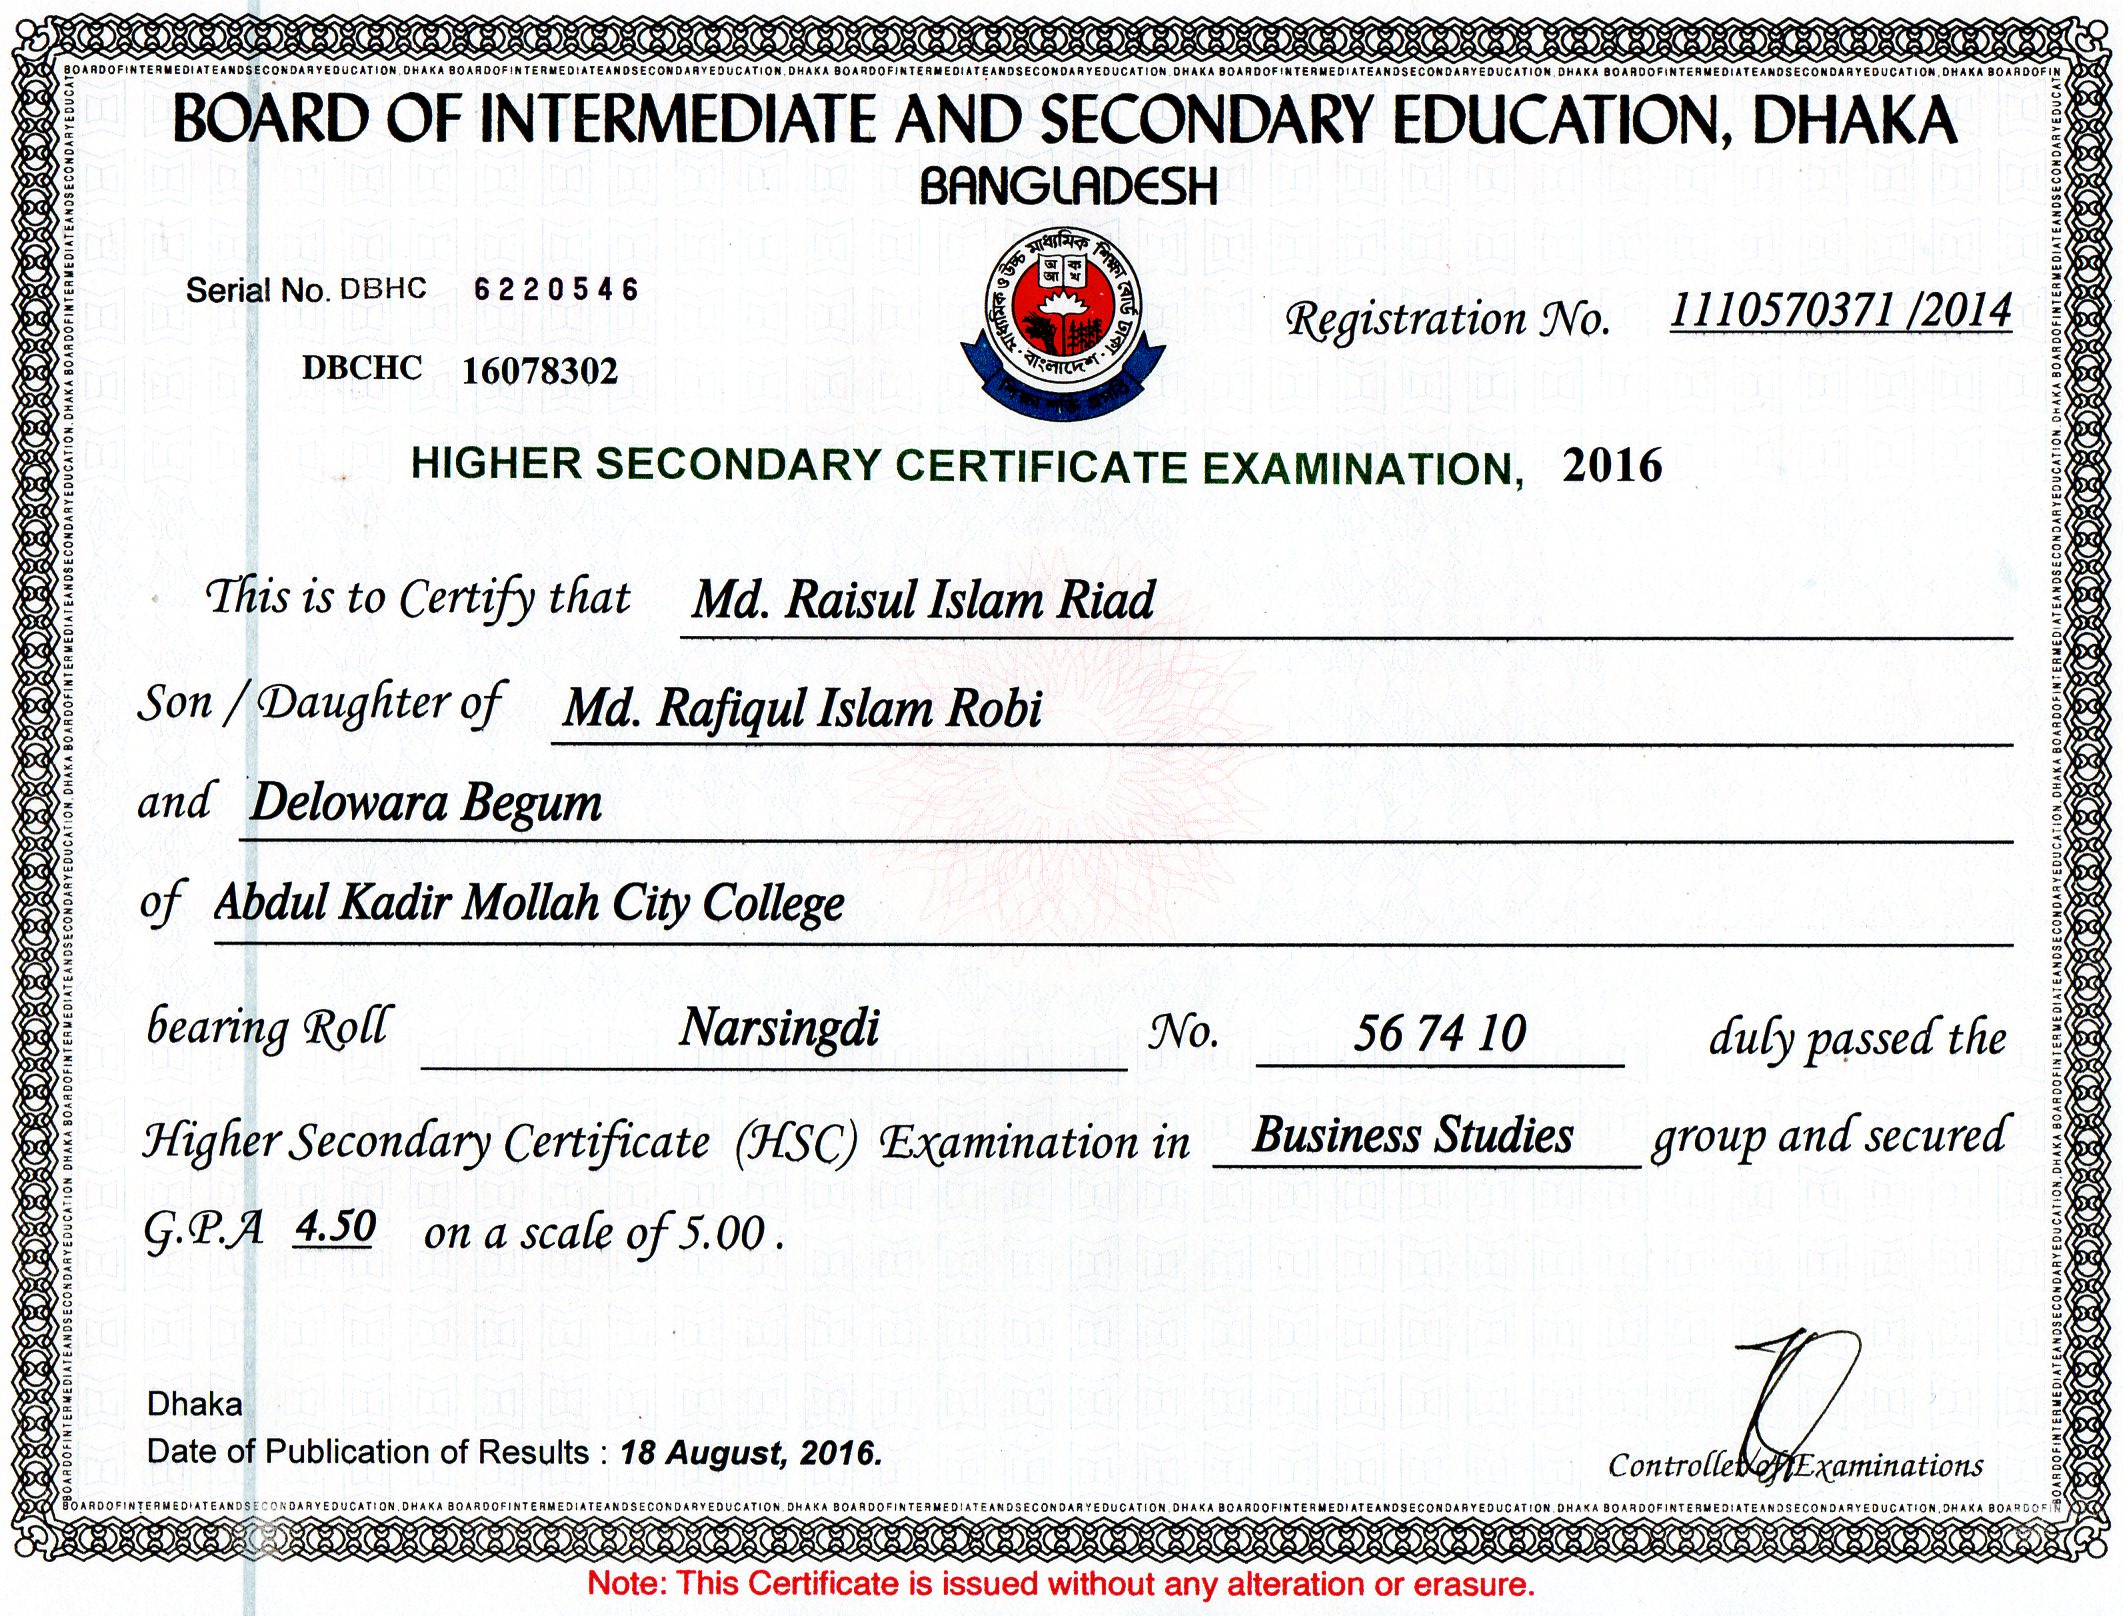 BOARDOFINTERMEDIATEANDSECONDARYEDUCATION, DHAKA BOARDOFINTERMEDIATEANDSECONDARYEDUCATION, DHAKA BOARDOFINTERMEDIATEANDSECONDARYEDUCATION, DHAKA BOARDOFINTERMEDIATEANDSECONDARYEDUCATION, DHAKA BOARDOFINTERMEDIATEANDSECONDARYEDUCATION, DHAKA BOARDOFIN
BOARD OF INTERMEDIATE AND SECONDARY EDUCATION, DHAKA
BANGLADESH
মাধ্যমিক ও উচ্চ মাধ্যমিক শিক্ষা বোর্ড ঢাকা
অ ক
আ খ
· বাংলাদেশ ·
Serial No. DBHC 6220546
Registration No. 1110570371 /2014
DBCHC 16078302
HIGHER SECONDARY CERTIFICATE EXAMINATION, 2016
This is to Certify that Md. Raisul Islam Riad
Son / Daughter of Md. Rafiqul Islam Robi
and Delowara Begum
of Abdul Kadir Mollah City College
bearing Roll Narsingdi No. 56 74 10 duly passed the
Higher Secondary Certificate (HSC) Examination in Business Studies group and secured
G.P.A 4.50 on a scale of 5.00 .
Dhaka
Date of Publication of Results : 18 August, 2016.
Controller of Examinations
BOARDOFINTERMEDIATEANDSECONDARYEDUCATION, DHAKA BOARDOFINTERMEDIATEANDSECONDARYEDUCATION, DHAKA BOARDOFINTERMEDIATEANDSECONDARYEDUCATION, DHAKA BOARDOFINTERMEDIATEANDSECONDARYEDUCATION, DHAKA BOARDOFINTERMEDIATEANDSECONDARYEDUCATION, DHAKA BOARDOFIN
Note: This Certificate is issued without any alteration or erasure.